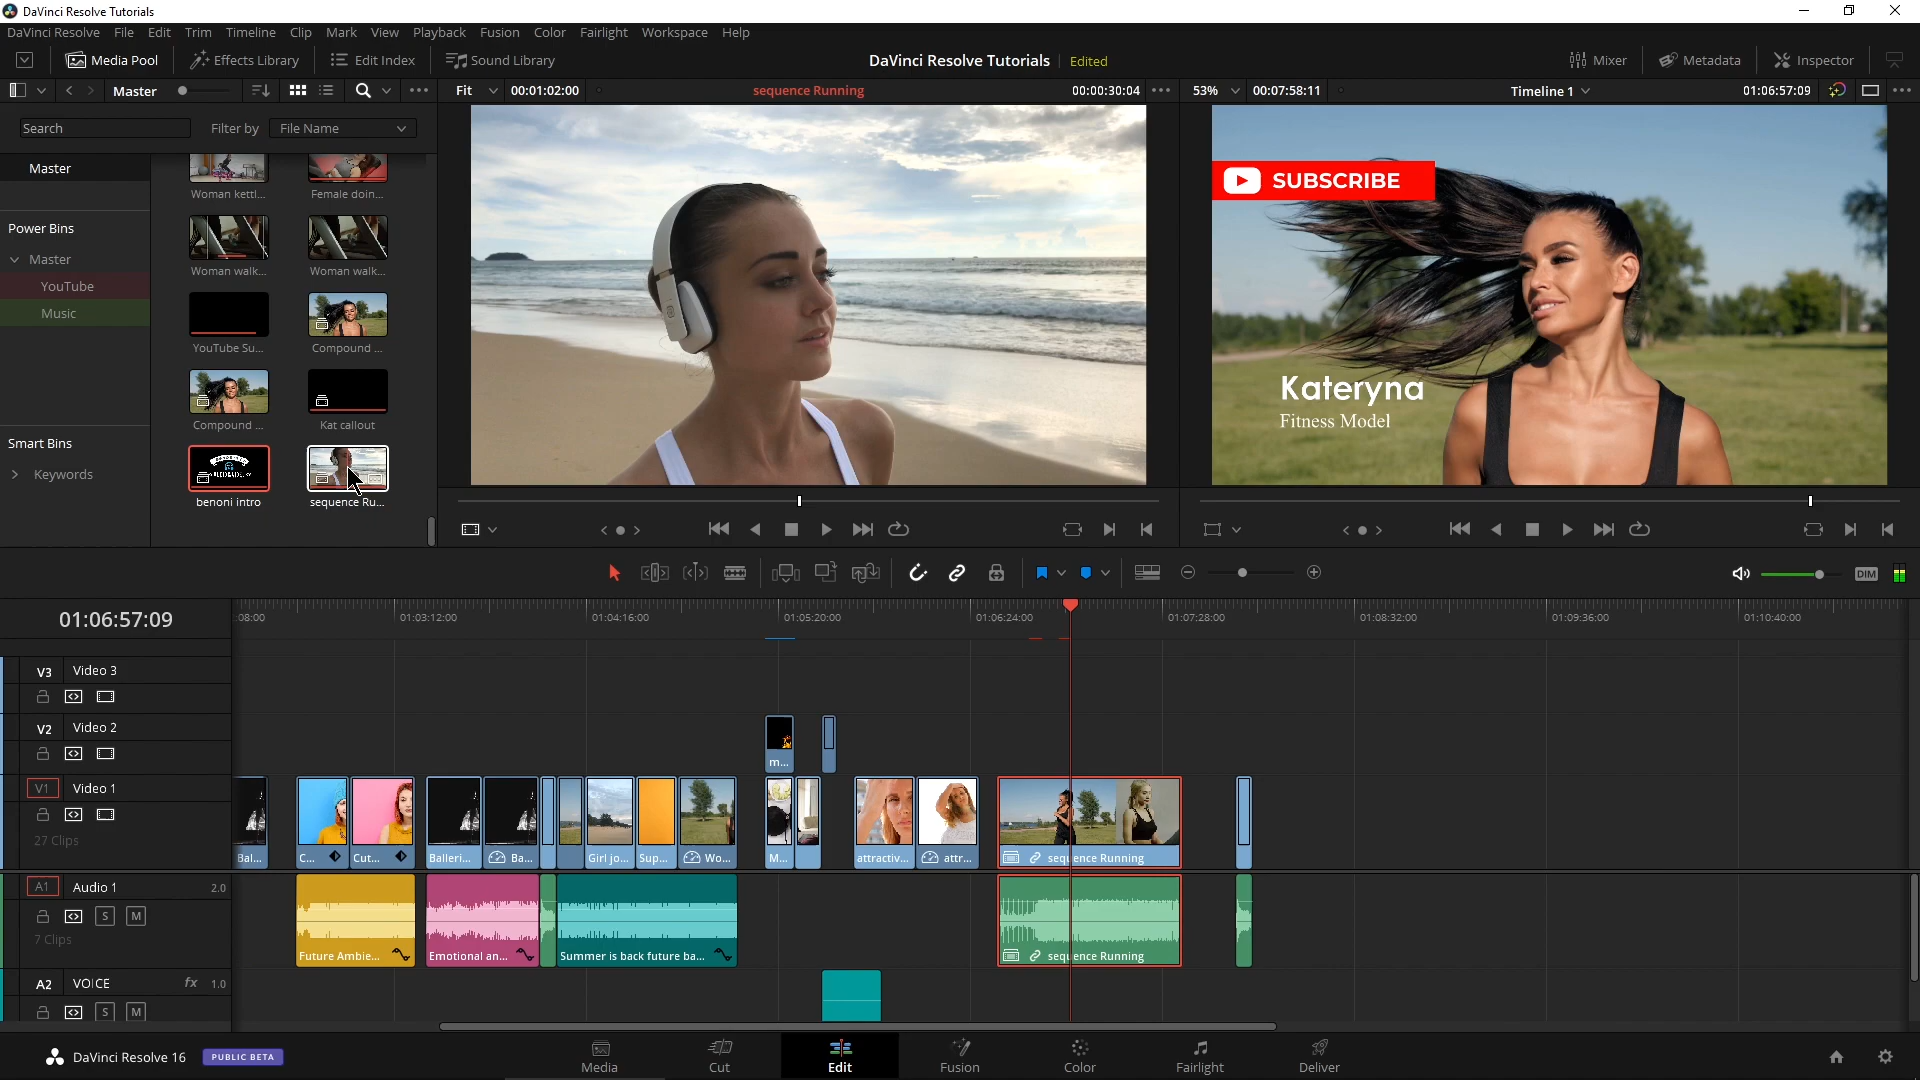 DaVinci Resolve Tutorials
DaVinci Resolve File Edit Trim Timeline Clip Mark View Playback Fusion Color Fairlight Workspace Help
Media Pool Effects Library Edit Index Sound Library DaVinci Resolve Tutorials Edited Mixer Metadata Inspector
Master Fit 00:01:02:00 sequence Running 00:00:30:04 53% 00:07:58:11 Timeline 1 01:06:57:09
Search Filter by File Name
Master
Power Bins
Master
YouTube
Music
Smart Bins
Keywords
Woman kettl... Female doin...
Woman walk... Woman walk...
YouTube Su... Compound ...
Compound ... Kat callout
benoni intro sequence Ru...
SUBSCRIBE
Kateryna
Fitness Model
DIM
01:06:57:09
:08:00 01:03:12:00 01:04:16:00 01:05:20:00 01:06:24:00 01:07:28:00 01:08:32:00 01:09:36:00 01:10:40:00
V3 Video 3
V2 Video 2
m...
V1 Video 1
27 Clips
Bal... C... Cut... Balleri... Ba... Girl jo... Sup... Wo... M... attractiv... attr... sequence Running
A1 Audio 1 2.0
S M
7 Clips
Future Ambie... Emotional an... Summer is back future ba... sequence Running
A2 VOICE fx 1.0
S M
DaVinci Resolve 16 PUBLIC BETA
Media Cut Edit Fusion Color Fairlight Deliver